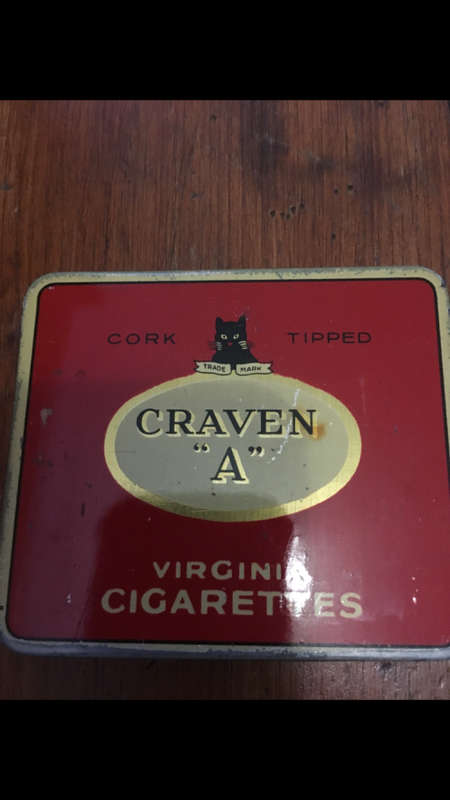 CORK TIPPED
TRADE MARK
CRAVEN
"A"
VIRGINIA
CIGARETTES